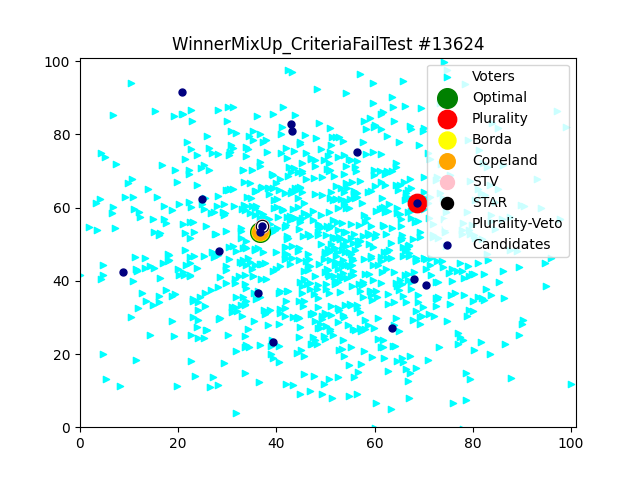 WinnerMixUp_CriteriaFailTest #13624
100
80
60
40
20
0
0
20
40
60
80
100
Voters
Optimal
Plurality
Borda
Copeland
STV
STAR
Plurality-Veto
Candidates